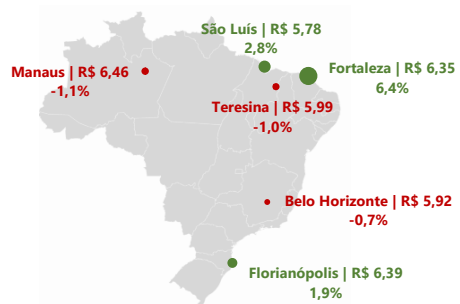 São Luís | R$ 5,78
2,8%
Manaus | R$ 6,46
-1,1%
Fortaleza | R$ 6,35
6,4%
Teresina | R$ 5,99
-1,0%
Belo Horizonte | R$ 5,92
-0,7%
Florianópolis | R$ 6,39
1,9%